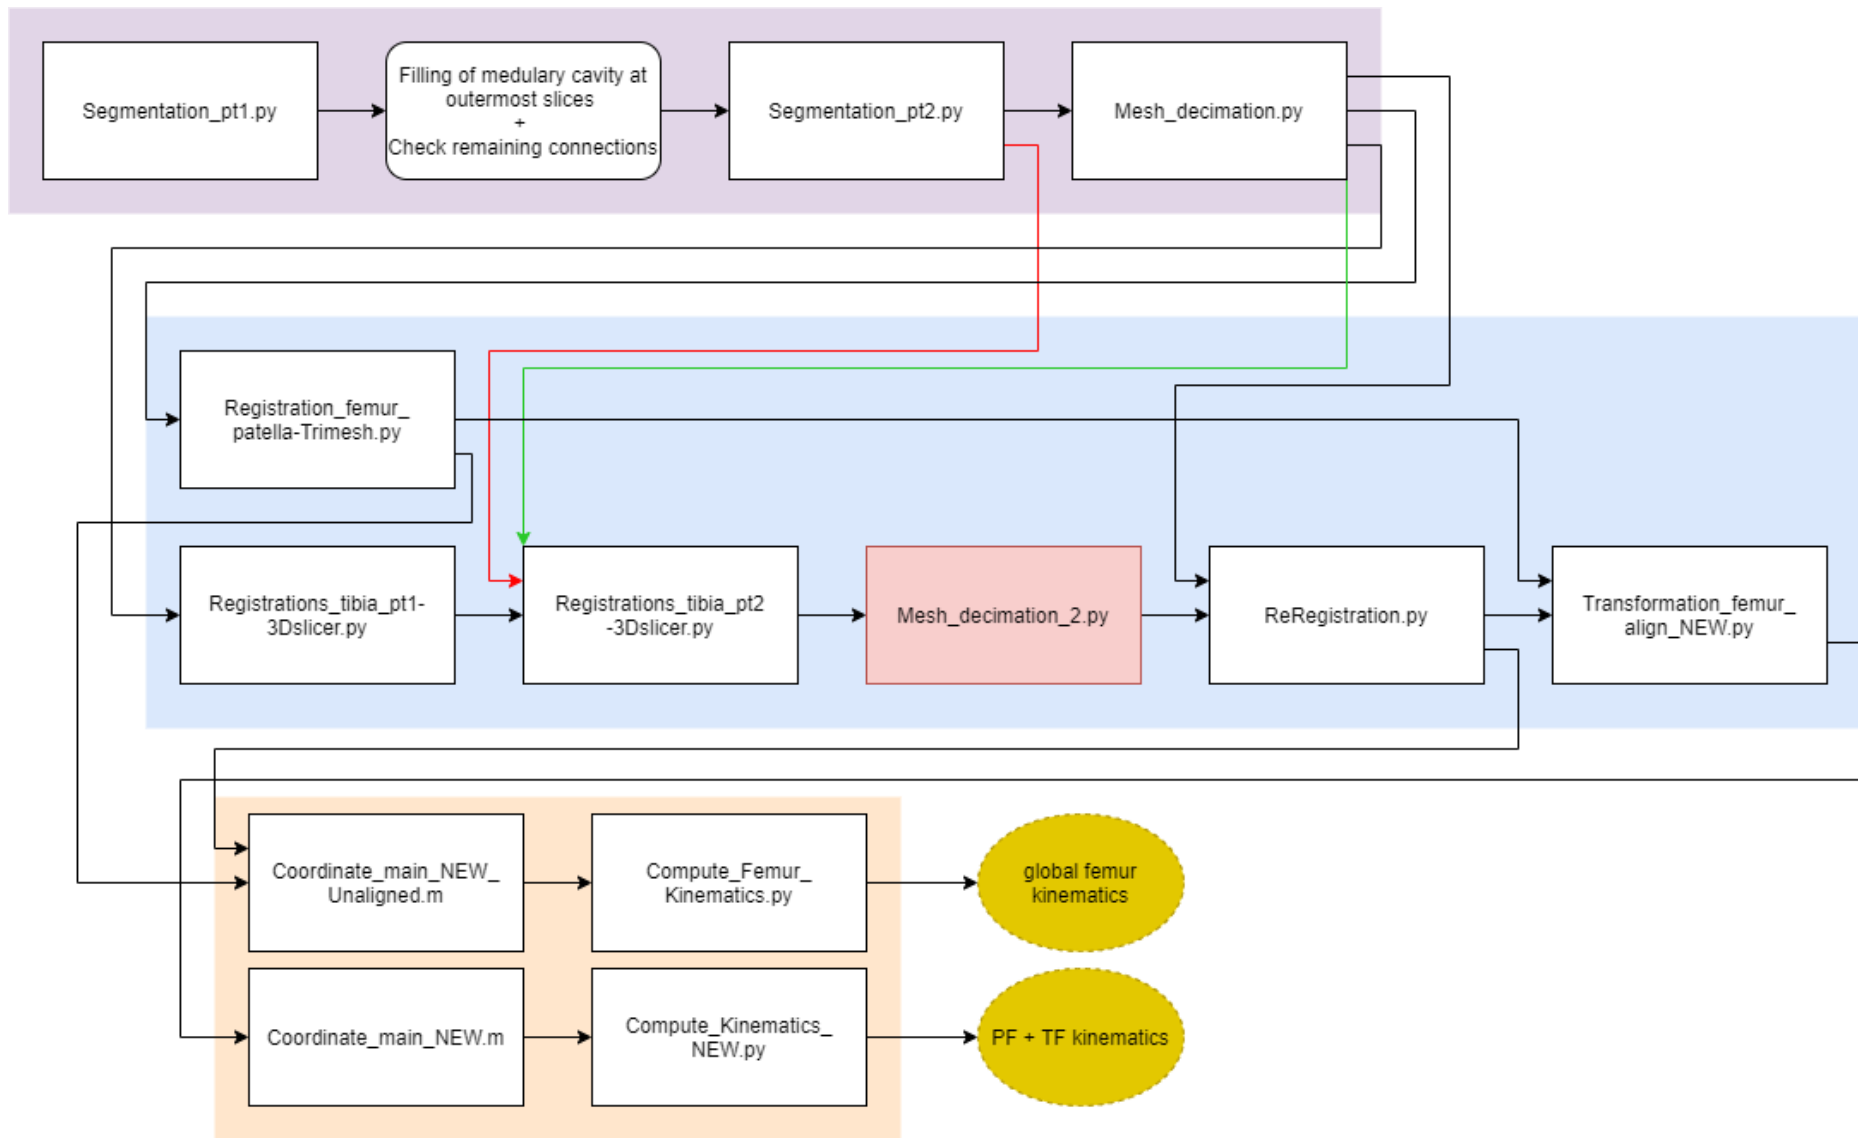 Segmentation_pt1.py
Filling of medulary cavity at
outermost slices
+
Check remaining connections
Segmentation_pt2.py
Mesh_decimation.py
Registration_femur_
patella-Trimesh.py
Registrations_tibia_pt1-
3Dslicer.py
Registrations_tibia_pt2
-3Dslicer.py
Mesh_decimation_2.py
ReRegistration.py
Transformation_femur_
align_NEW.py
Coordinate_main_NEW_
Unaligned.m
Compute_Femur_
Kinematics.py
global femur
kinematics
Coordinate_main_NEW.m
Compute_Kinematics_
NEW.py
PF + TF kinematics